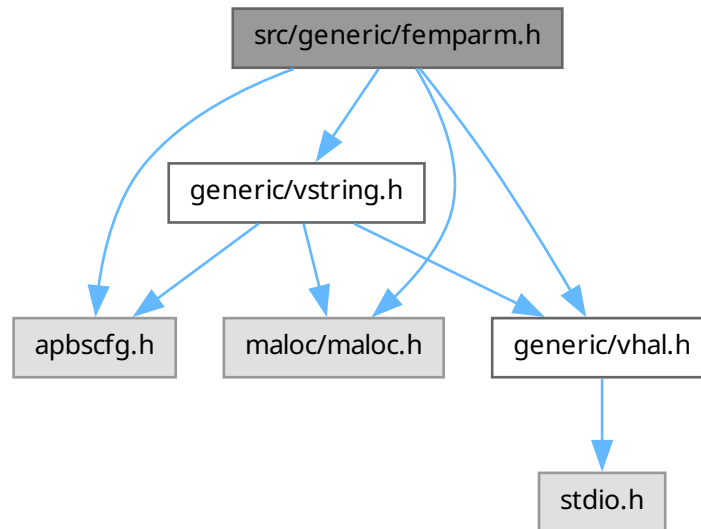 src/generic/femparm.h
generic/vstring.h
apbscfg.h
maloc/maloc.h
generic/vhal.h
stdio.h